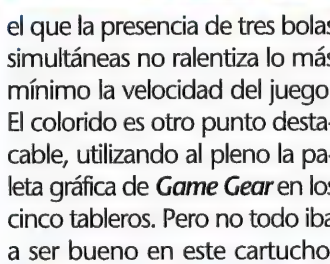 el que la presencia de tres bolas
simultáneas no ralentiza lo más
mínimo la velocidad del juego
El colorido es otro punto desta-
cable, utilizando al pleno la pa-
leta gráfica de Game Gear en los
cinco tableros. Pero no todo iba
a ser bueno en este cartucho